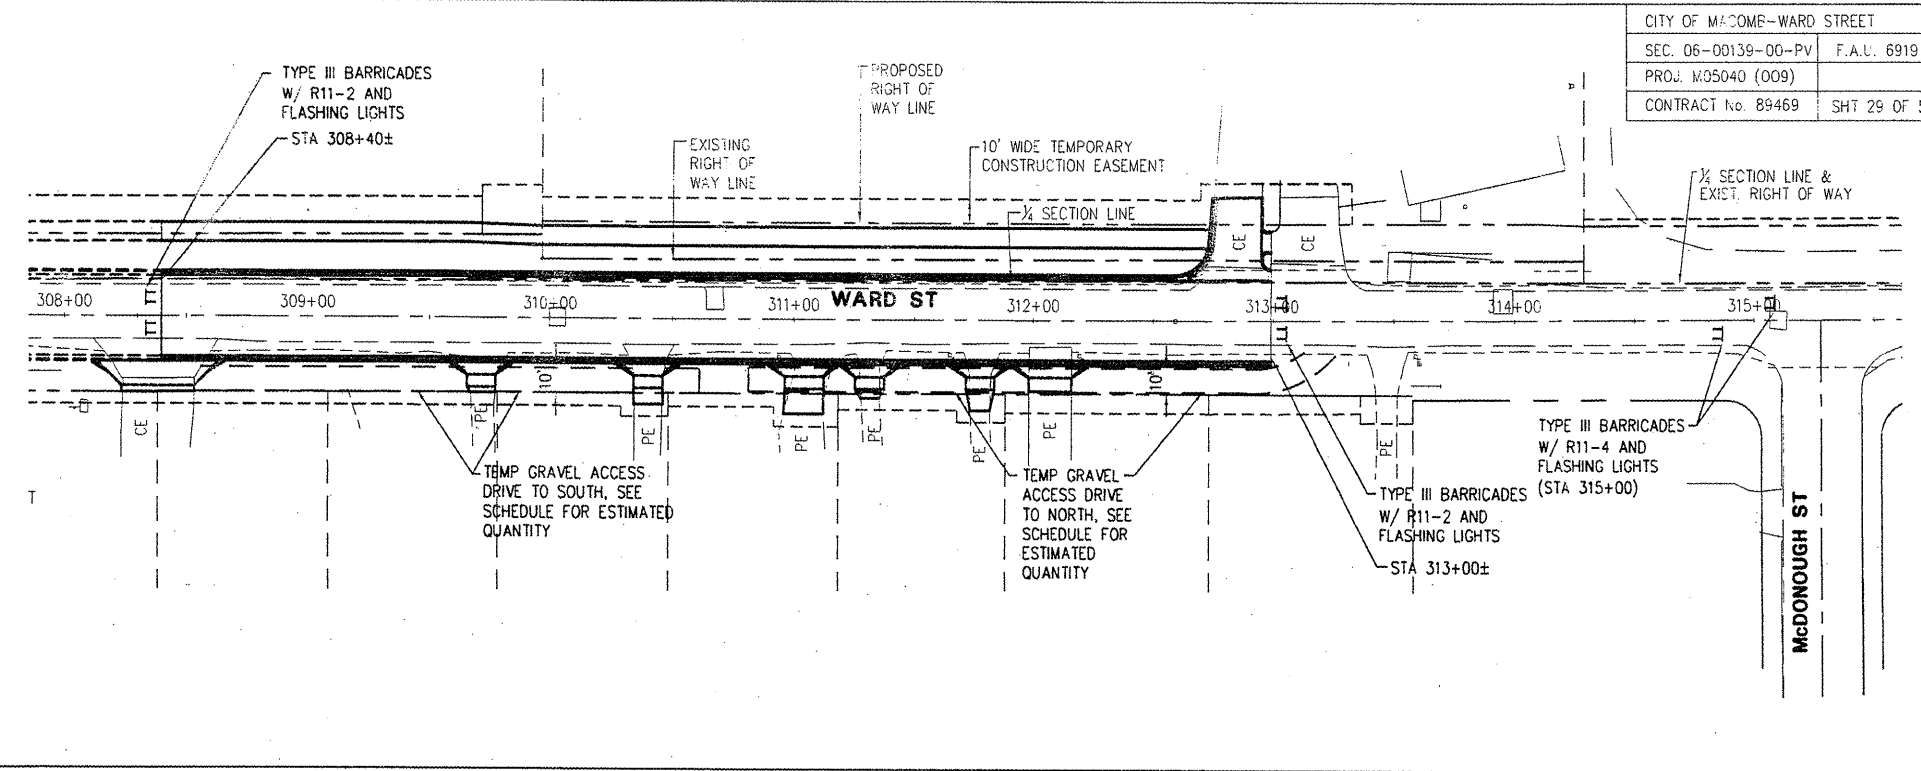 CITY OF MACOMB-WARD STREET
SEC. 06-00139-00-PV F.A.U. 6919
PROJ. M05040 (009)
CONTRACT No. 89469 SHT 29 OF
TYPE III BARRICADES
W/ R11-2 AND
FLASHING LIGHTS
STA 308+40±
PROPOSED
RIGHT OF
WAY LINE
EXISTING
RIGHT OF
WAY LINE
10' WIDE TEMPORARY
CONSTRUCTION EASEMENT
¼ SECTION LINE
¼ SECTION LINE &
EXIST. RIGHT OF WAY
CE
CE
308+00
309+00
310+00
311+00
WARD ST
312+00
313+00
314+00
315+00
10'
10'
CE
PE
PE
PE
PE
PE
PE
PE
TEMP GRAVEL ACCESS
DRIVE TO SOUTH, SEE
SCHEDULE FOR ESTIMATED
QUANTITY
TEMP GRAVEL
ACCESS DRIVE
TO NORTH, SEE
SCHEDULE FOR
ESTIMATED
QUANTITY
TYPE III BARRICADES
W/ R11-2 AND
FLASHING LIGHTS
STA 313+00±
TYPE III BARRICADES
W/ R11-4 AND
FLASHING LIGHTS
(STA 315+00)
McDONOUGH ST
T